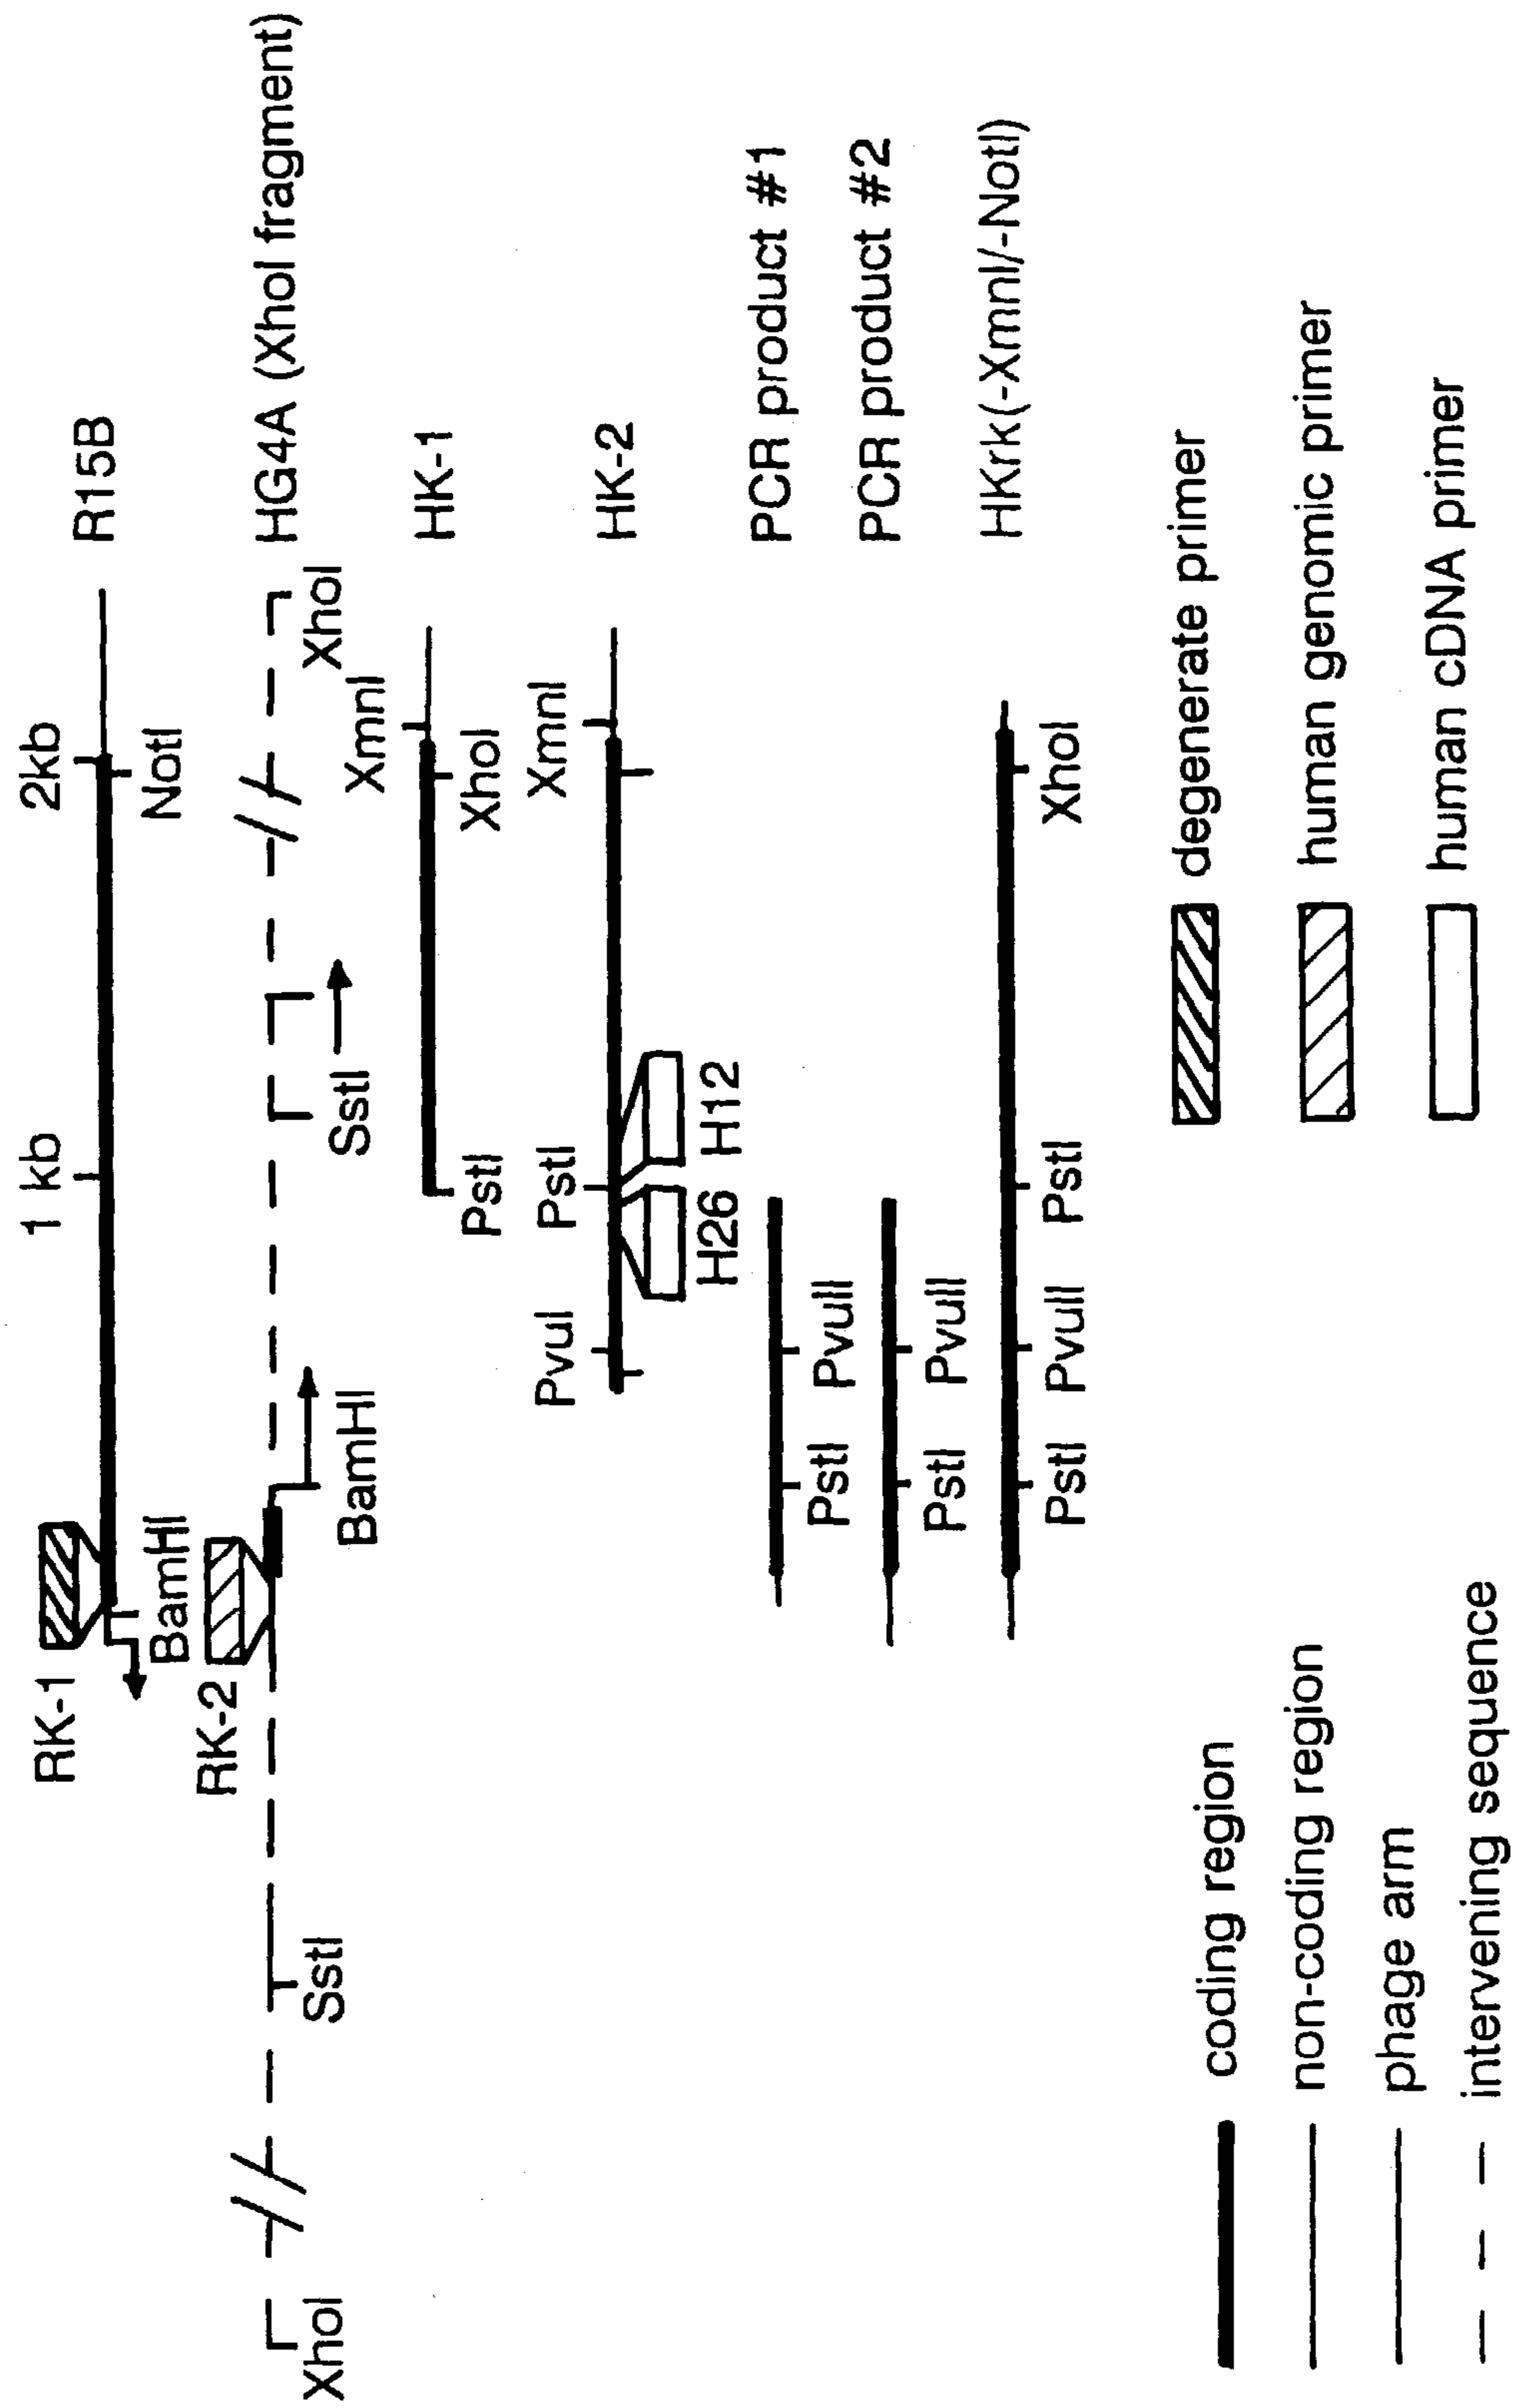 1 kb 2kb
RK-1 R15B
BamHI NotI
RK-2 HG4A (XhoI fragment)
XhoI SstI BamHI SstI XhoI
XmnI HK-1
PstI XhoI
PvuI PstI XmnI HK-2
H26 H12
PCR product #1
PstI PvuII
PCR product #2
PstI PvuII
HKrk(-XmnI/-NotI)
PstI PvuII PstI XhoI
coding region
non-coding region
phage arm
intervening sequence
degenerate primer
human genomic primer
human cDNA primer